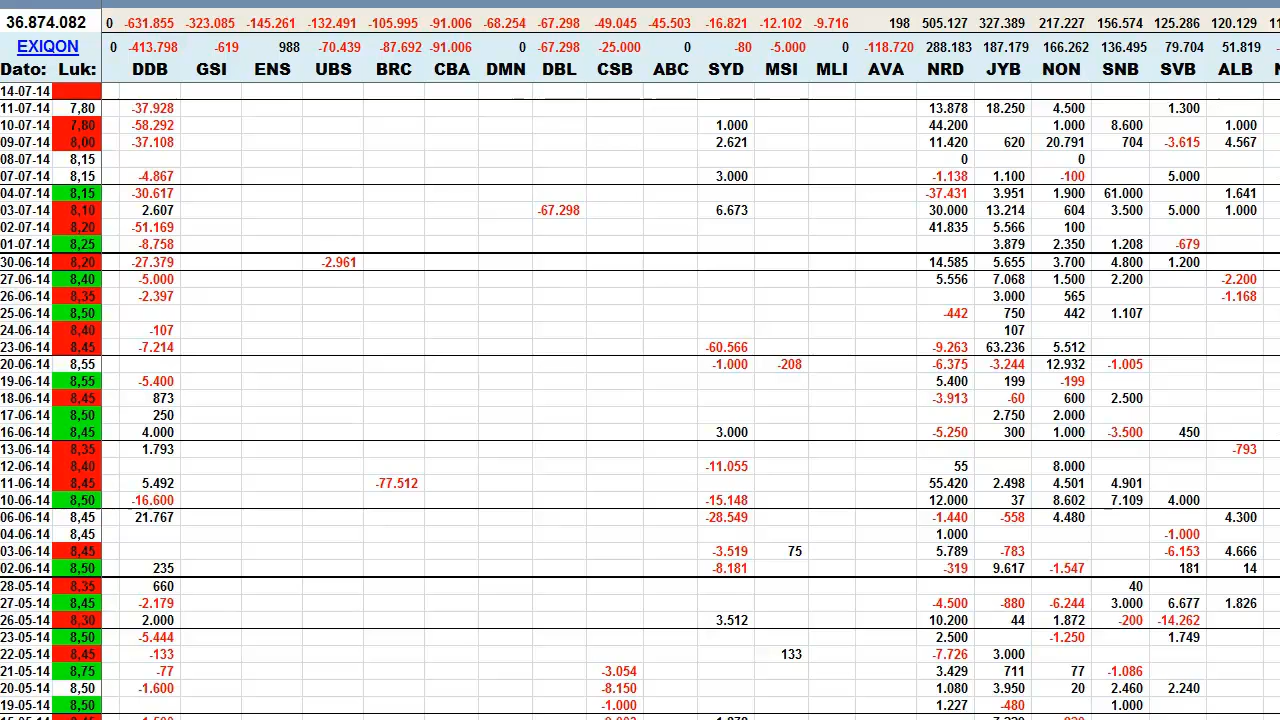 36.874.082 0 -631.855 -323.085 -145.261 -132.491 -105.995 -91.006 -68.254 -67.298 -49.045 -45.503 -16.821 -12.102 -9.716 198 505.127 327.389 217.227 156.574 125.286 120.129
EXIQON 0 -413.798 -619 988 -70.439 -87.692 -91.006 0 -67.298 -25.000 0 -80 -5.000 0 -118.720 288.183 187.179 166.262 136.495 79.704 51.819
Dato: Luk: DDB GSI ENS UBS BRC CBA DMN DBL CSB ABC SYD MSI MLI AVA NRD JYB NON SNB SVB ALB
14-07-14
11-07-14 7,80 -37.928 13.878 18.250 4.500 1.300
10-07-14 7,80 -58.292 1.000 44.200 1.000 8.600 1.000
09-07-14 8,00 -37.108 2.621 11.420 620 20.791 704 -3.615 4.567
08-07-14 8,15 0 0
07-07-14 8,15 -4.867 3.000 -1.138 1.100 -100 5.000
04-07-14 8,15 -30.617 -37.431 3.951 1.900 61.000 1.641
03-07-14 8,10 2.607 -67.298 6.673 30.000 13.214 604 3.500 5.000 1.000
02-07-14 8,20 -51.169 41.835 5.566 100
01-07-14 8,25 -8.758 3.879 2.350 1.208 -679
30-06-14 8,20 -27.379 -2.961 14.585 5.655 3.700 4.800 1.200
27-06-14 8,40 -5.000 5.556 7.068 1.500 2.200 -2.200
26-06-14 8,35 -2.397 3.000 565 -1.168
25-06-14 8,50 -442 750 442 1.107
24-06-14 8,40 -107 107
23-06-14 8,45 -7.214 -60.566 -9.263 63.236 5.512
20-06-14 8,55 -1.000 -208 -6.375 -3.244 12.932 -1.005
19-06-14 8,55 -5.400 5.400 199 -199
18-06-14 8,45 873 -3.913 -60 600 2.500
17-06-14 8,50 250 2.750 2.000
16-06-14 8,45 4.000 3.000 -5.250 300 1.000 -3.500 450
13-06-14 8,35 1.793 -793
12-06-14 8,40 -11.055 55 8.000
11-06-14 8,45 5.492 -77.512 55.420 2.498 4.501 4.901
10-06-14 8,50 -16.600 -15.148 12.000 37 8.602 7.109 4.000
06-06-14 8,45 21.767 -28.549 -1.440 -558 4.480 4.300
04-06-14 8,45 1.000 -1.000
03-06-14 8,45 -3.519 75 5.789 -783 -6.153 4.666
02-06-14 8,50 235 -8.181 -319 9.617 -1.547 181 14
28-05-14 8,35 660 40
27-05-14 8,45 -2.179 -4.500 -880 -6.244 3.000 6.677 1.826
26-05-14 8,30 2.000 3.512 10.200 44 1.872 -200 -14.262
23-05-14 8,50 -5.444 2.500 -1.250 1.749
22-05-14 8,45 -133 133 -7.726 3.000
21-05-14 8,75 -77 -3.054 3.429 711 77 -1.086
20-05-14 8,50 -1.600 -8.150 1.080 3.950 20 2.460 2.240
19-05-14 8,50 -1.000 1.227 -480 1.000